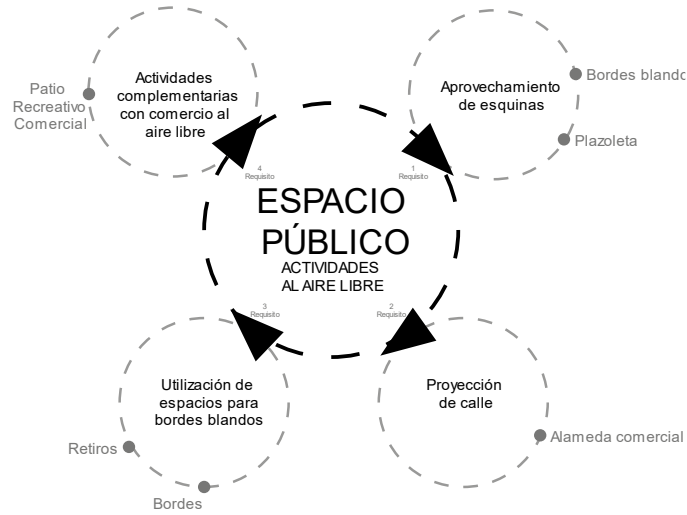 Actividades
complementarias
con comercio al
aire libre
Patio
Recreativo
Comercial
Aprovechamiento
de esquinas
Bordes blando
Plazoleta
4
Requisito
1
Requisito
ESPACIO
PÚBLICO
ACTIVIDADES
AL AIRE LIBRE
3
Requisito
2
Requisito
Utilización de
espacios para
bordes blandos
Retiros
Bordes
Proyección
de calle
Alameda comercial